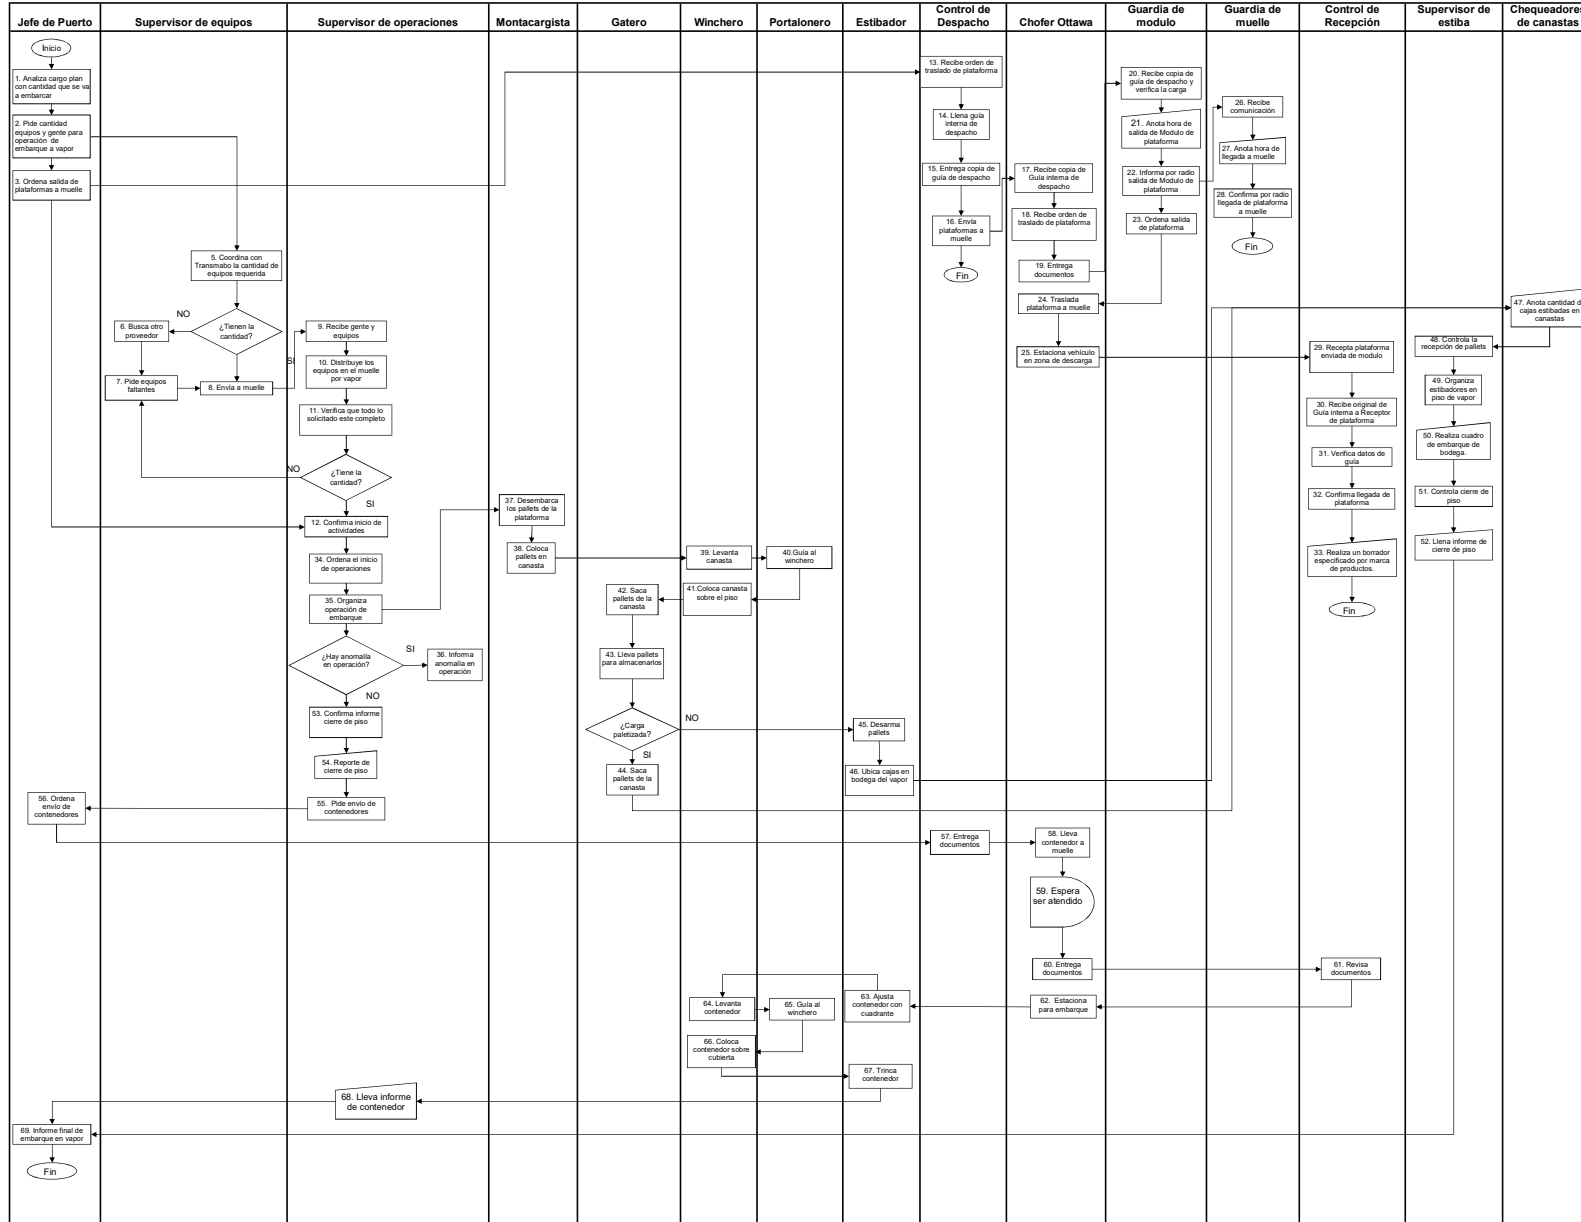 Jefe de Puerto
Supervisor de equipos
Supervisor de operaciones
Montacargista
Gatero
Winchero
Portalonero
Estibador
Control de
Despacho
Chofer Ottawa
Guardia de
modulo
Guardia de
muelle
Control de
Recepción
Supervisor de
estiba
Chequeadores
de canastas
Inicio
1. Analiza cargo plan
con cantidad que se va
a embarcar
2. Pide cantidad
equipos y gente para
operación de
embarque a vapor
3. Ordena salida de
plataformas a muelle
5. Coordina con
Transmabo la cantidad de
equipos requerida
¿Tienen la
cantidad?
NO
SI
6. Busca otro
proveedor
7. Pide equipos
faltantes
8. Envía a muelle
9. Recibe gente y
equipos
10. Distribuye los
equipos en el muelle
por vapor
11. Verifica que todo lo
solicitado este completo
¿Tiene la
cantidad?
NO
SI
12. Confirma inicio de
actividades
13. Recibe orden de
traslado de plataforma
14. Llena guía
interna de
despacho
15. Entrega copia de
guía de despacho
16. Envía
plataformas a
muelle
Fin
17. Recibe copia de
Guía interna de
despacho
18. Recibe orden de
traslado de plataforma
19. Entrega
documentos
20. Recibe copia de
guía de despacho y
verifica la carga
21. Anota hora de
salida de Modulo de
plataforma
22. Informa por radio
salida de Modulo de
plataforma
23. Ordena salida
de plataforma
24. Traslada
plataforma a muelle
25. Estaciona vehículo
en zona de descarga
26. Recibe
comunicación
27. Anota hora de
llegada a muelle
28. Confirma por radio
llegada de plataforma
a muelle
Fin
29. Recepta plataforma
enviada de modulo
30. Recibe original de
Guía interna a Receptor
de plataforma
31. Verifica datos de
guía
32. Confirma llegada de
plataforma
33. Realiza un borrador
especificado por marca
de productos.
Fin
34. Ordena el inicio
de operaciones
35. Organiza
operación de
embarque
¿Hay anomalía
en operación?
SI
NO
36. Informa
anomalía en
operación
37. Desembarca
los pallets de la
plataforma
38. Coloca
pallets en
canasta
39. Levanta
canasta
40.Guía al
winchero
41.Coloca canasta
sobre el piso
42. Saca
pallets de la
canasta
43. Lleva pallets
para almacenarlos
¿Carga
paletizada?
NO
SI
44. Saca
pallets de la
canasta
45. Desarma
pallets
46. Ubica cajas en
bodega del vapor
47. Anota cantidad d
cajas estibadas en
canastas
48. Controla la
recepción de pallets
49. Organiza
estibadores en
piso de vapor
50. Realiza cuadro
de embarque de
bodega.
51. Controla cierre de
piso
52. Llena informe de
cierre de piso
53. Confirma informe
cierre de piso
54. Reporte de
cierre de piso
55. Pide envío de
contenedores
56. Ordena
envío de
contenedores
57. Entrega
documentos
58. Lleva
contenedor a
muelle
59. Espera
ser atendido
60. Entrega
documentos
61. Revisa
documentos
62. Estaciona
para embarque
63. Ajusta
contenedor con
cuadrante
64. Levanta
contenedor
65. Guía al
winchero
66. Coloca
contenedor sobre
cubierta
67. Trinca
contenedor
68. Lleva informe
de contenedor
69. Informe final de
embarque en vapor
Fin